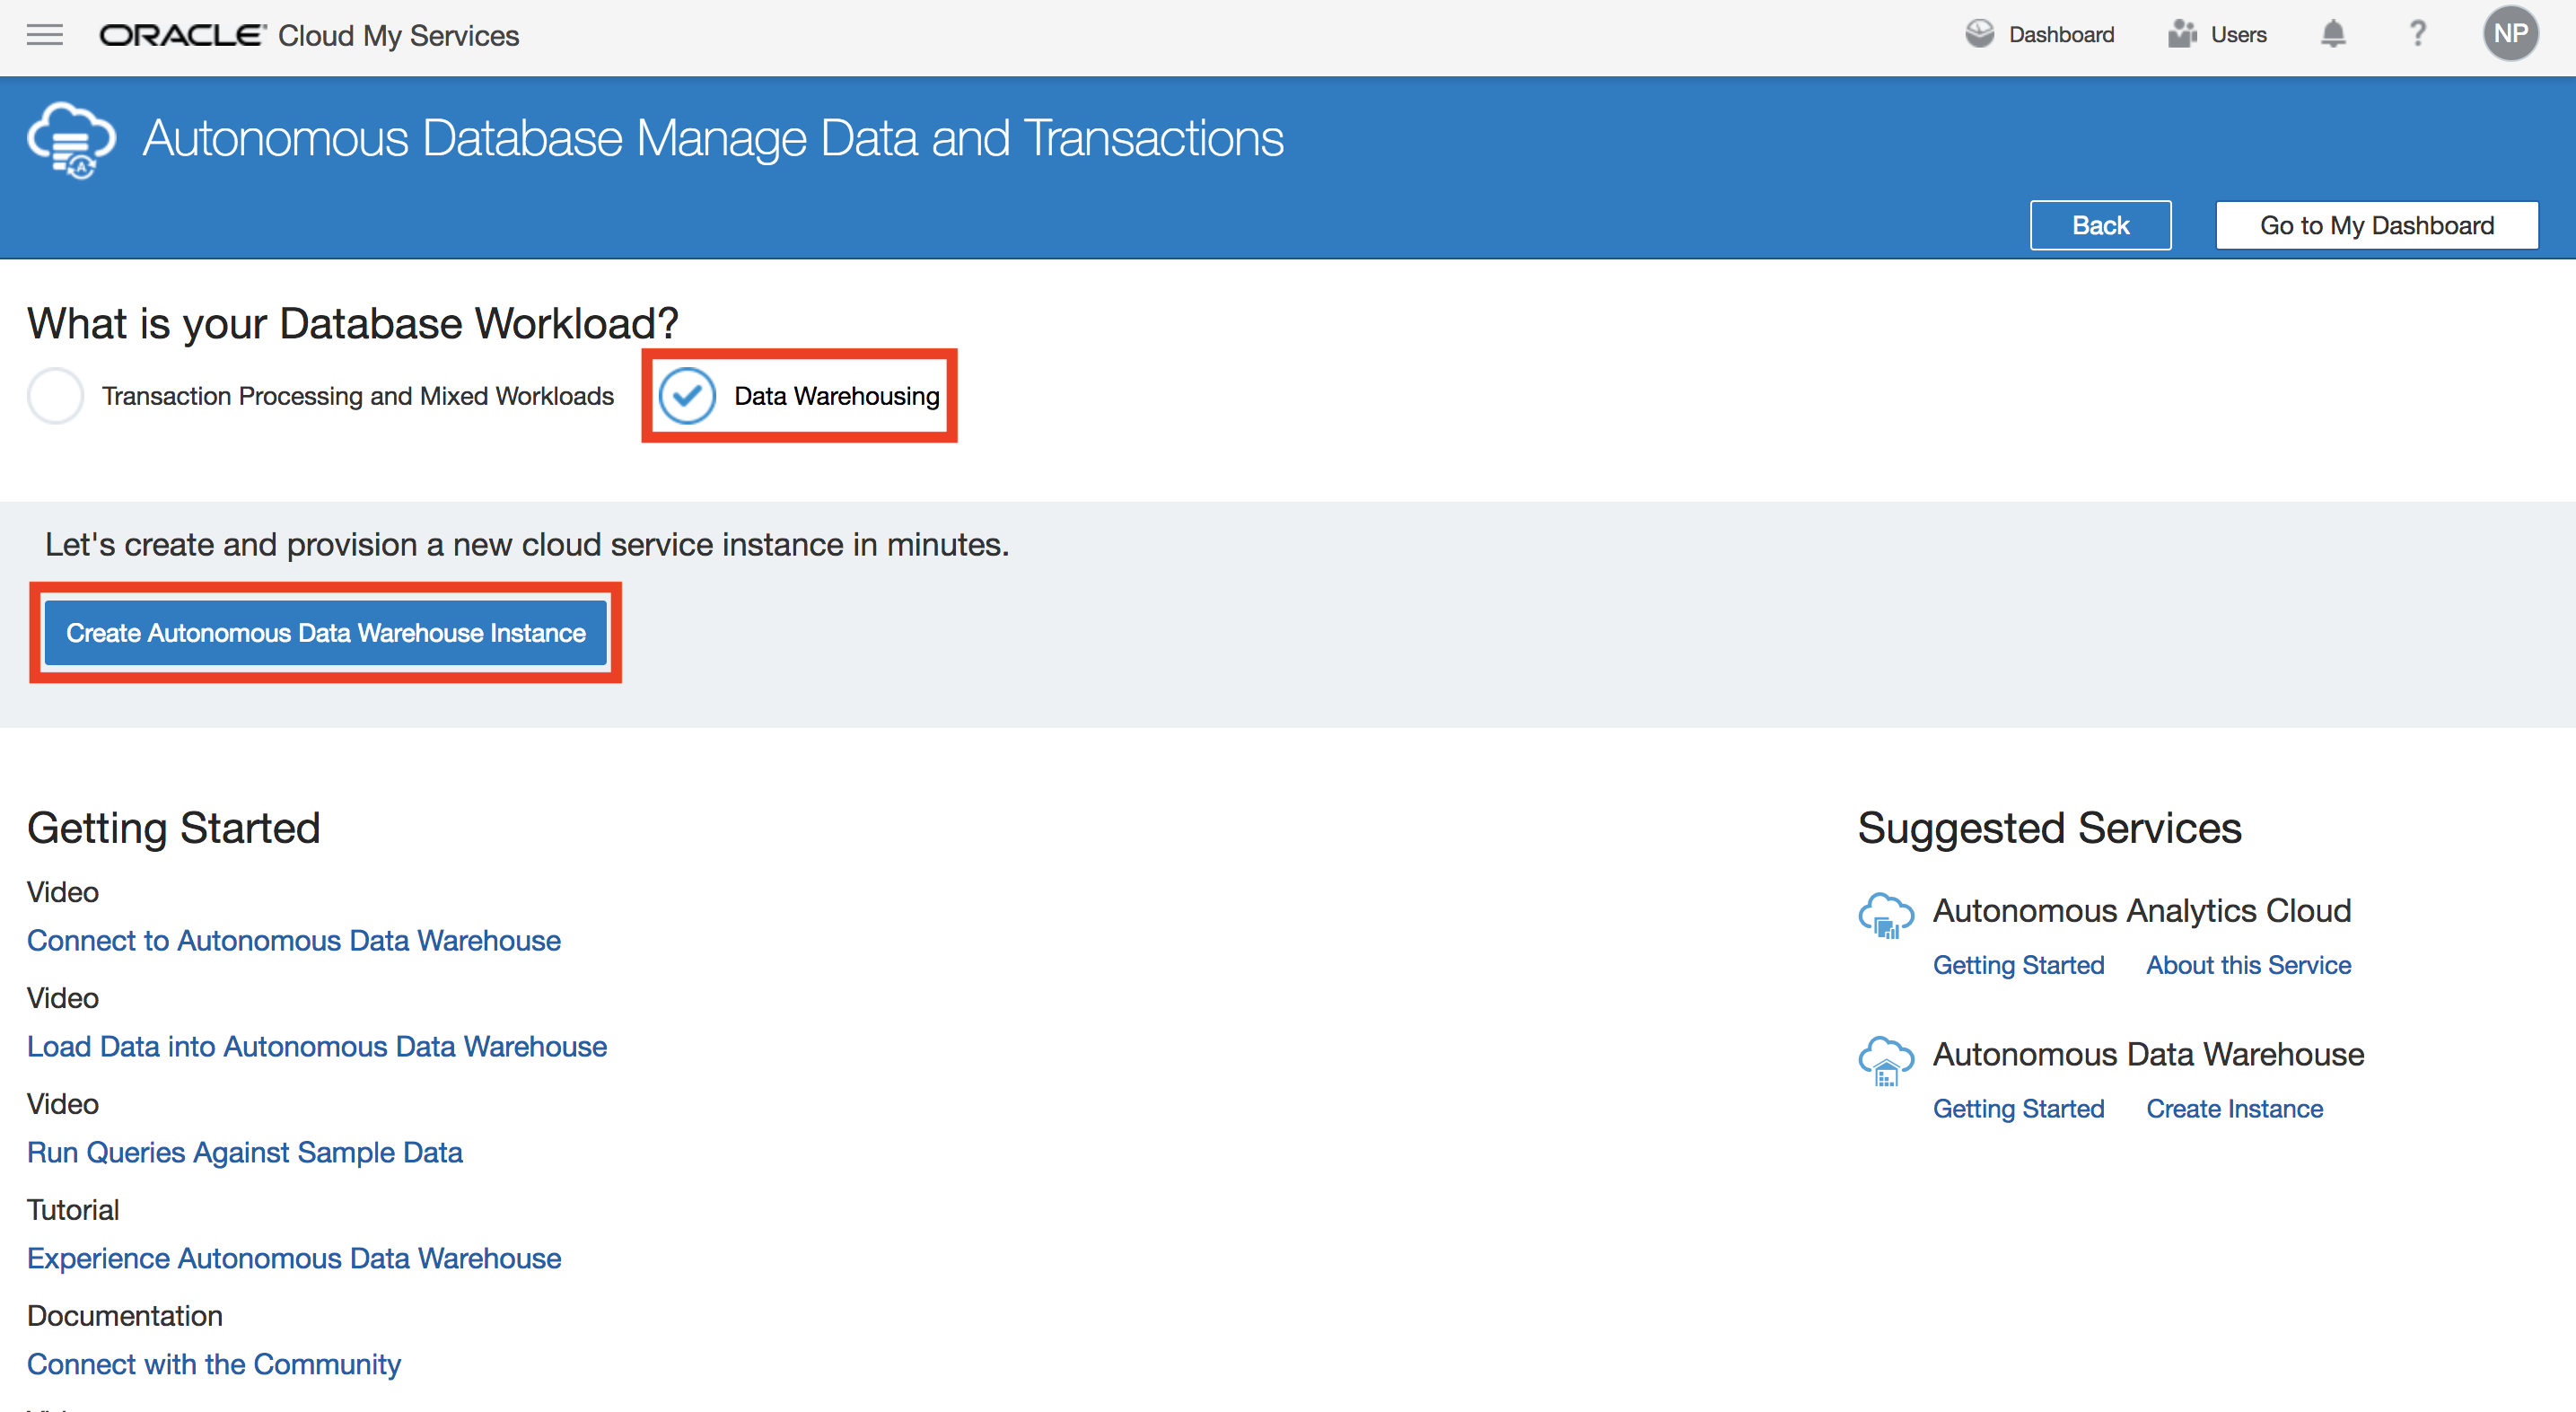 ORACLE Cloud My Services
Dashboard
Users
?
NP
Autonomous Database Manage Data and Transactions
Back
Go to My Dashboard
What is your Database Workload?
Transaction Processing and Mixed Workloads
Data Warehousing
Let's create and provision a new cloud service instance in minutes.
Create Autonomous Data Warehouse Instance
Getting Started
Video
Connect to Autonomous Data Warehouse
Video
Load Data into Autonomous Data Warehouse
Video
Run Queries Against Sample Data
Tutorial
Experience Autonomous Data Warehouse
Documentation
Connect with the Community
Suggested Services
Autonomous Analytics Cloud
Getting Started About this Service
Autonomous Data Warehouse
Getting Started Create Instance